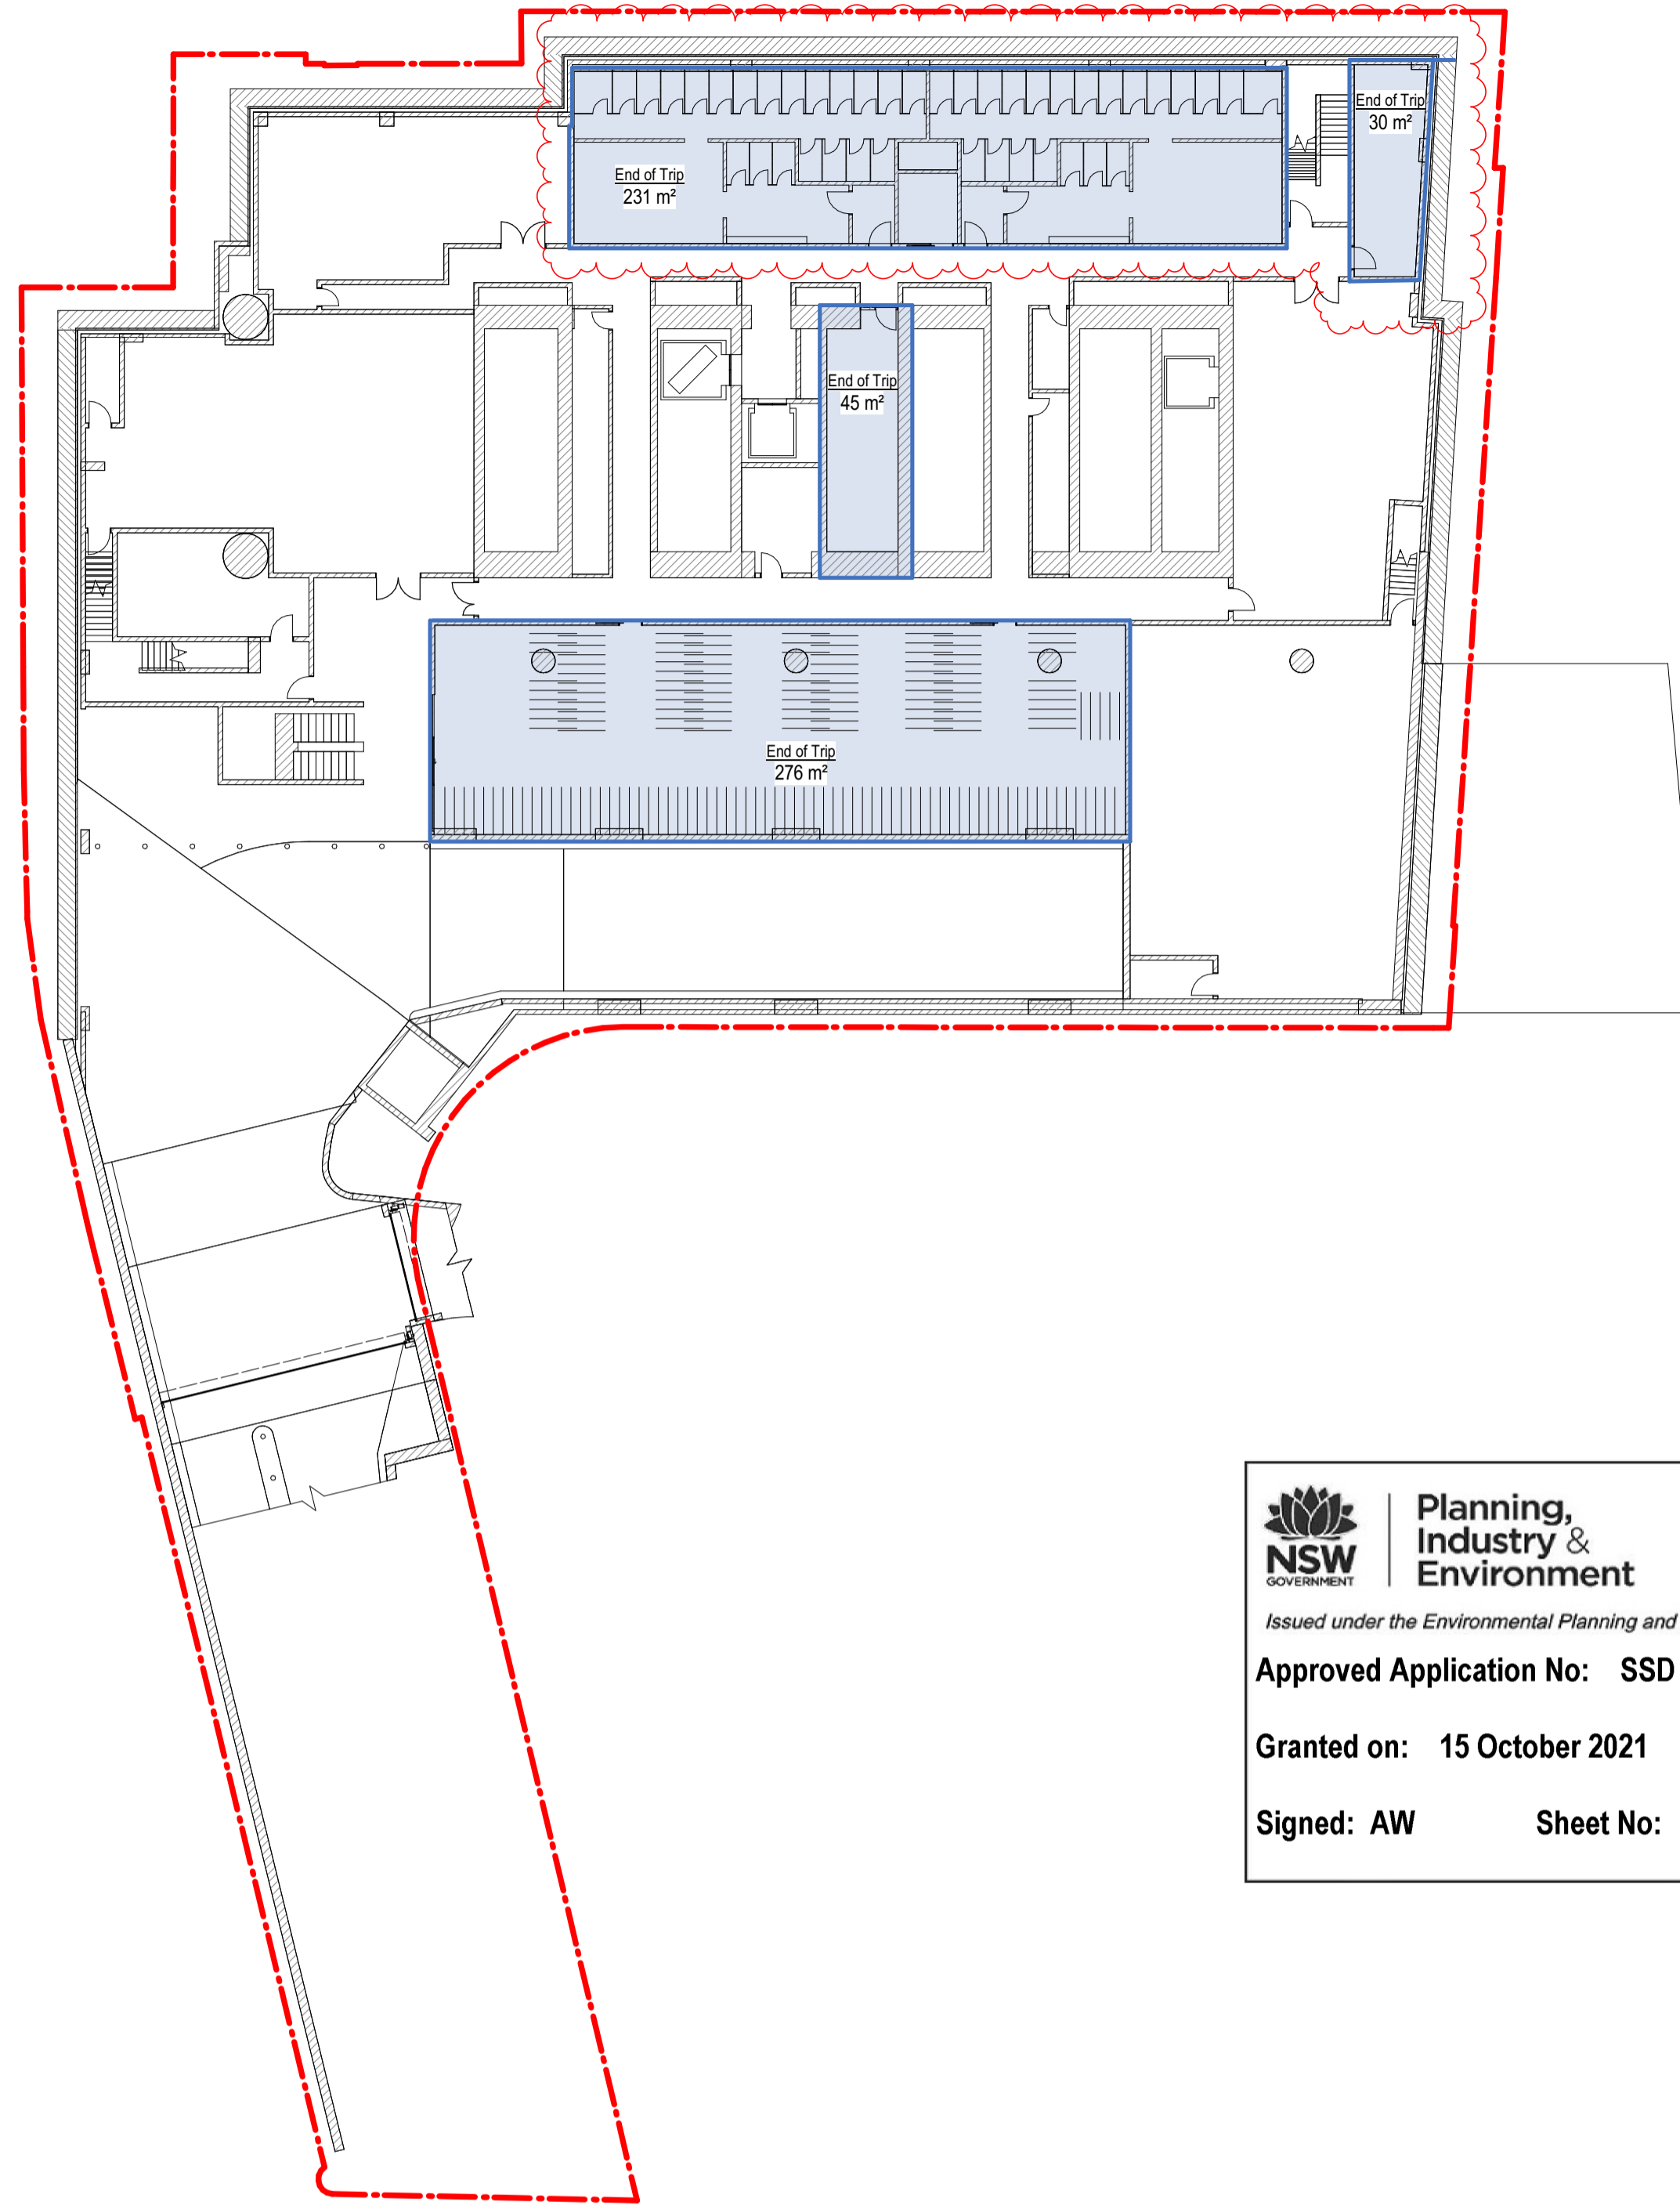 End of Trip
30 m²
End of Trip
231 m²
End of Trip
45 m²
End of Trip
276 m²
NSW
GOVERNMENT
Planning,
Industry &
Environment
Issued under the Environmental Planning and
Approved Application No: SSD
Granted on: 15 October 2021
Signed: AW Sheet No: